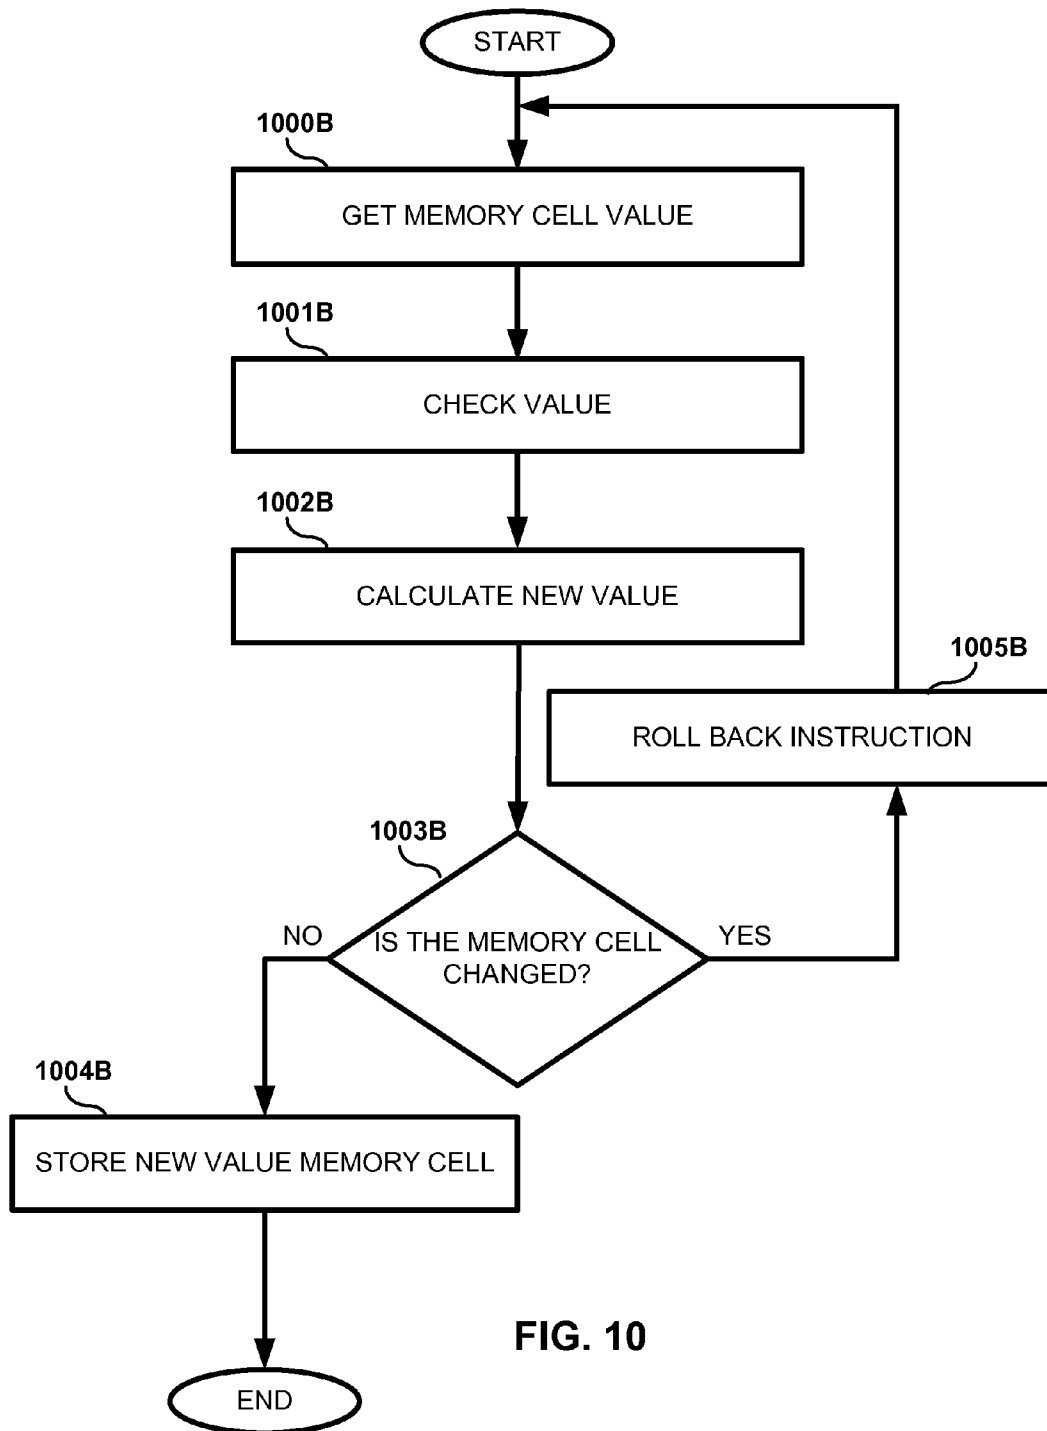 START
1000B
GET MEMORY CELL VALUE
1001B
CHECK VALUE
1002B
CALCULATE NEW VALUE
1005B
ROLL BACK INSTRUCTION
1003B
NO
IS THE MEMORY CELL
CHANGED?
YES
1004B
STORE NEW VALUE MEMORY CELL
FIG. 10
END